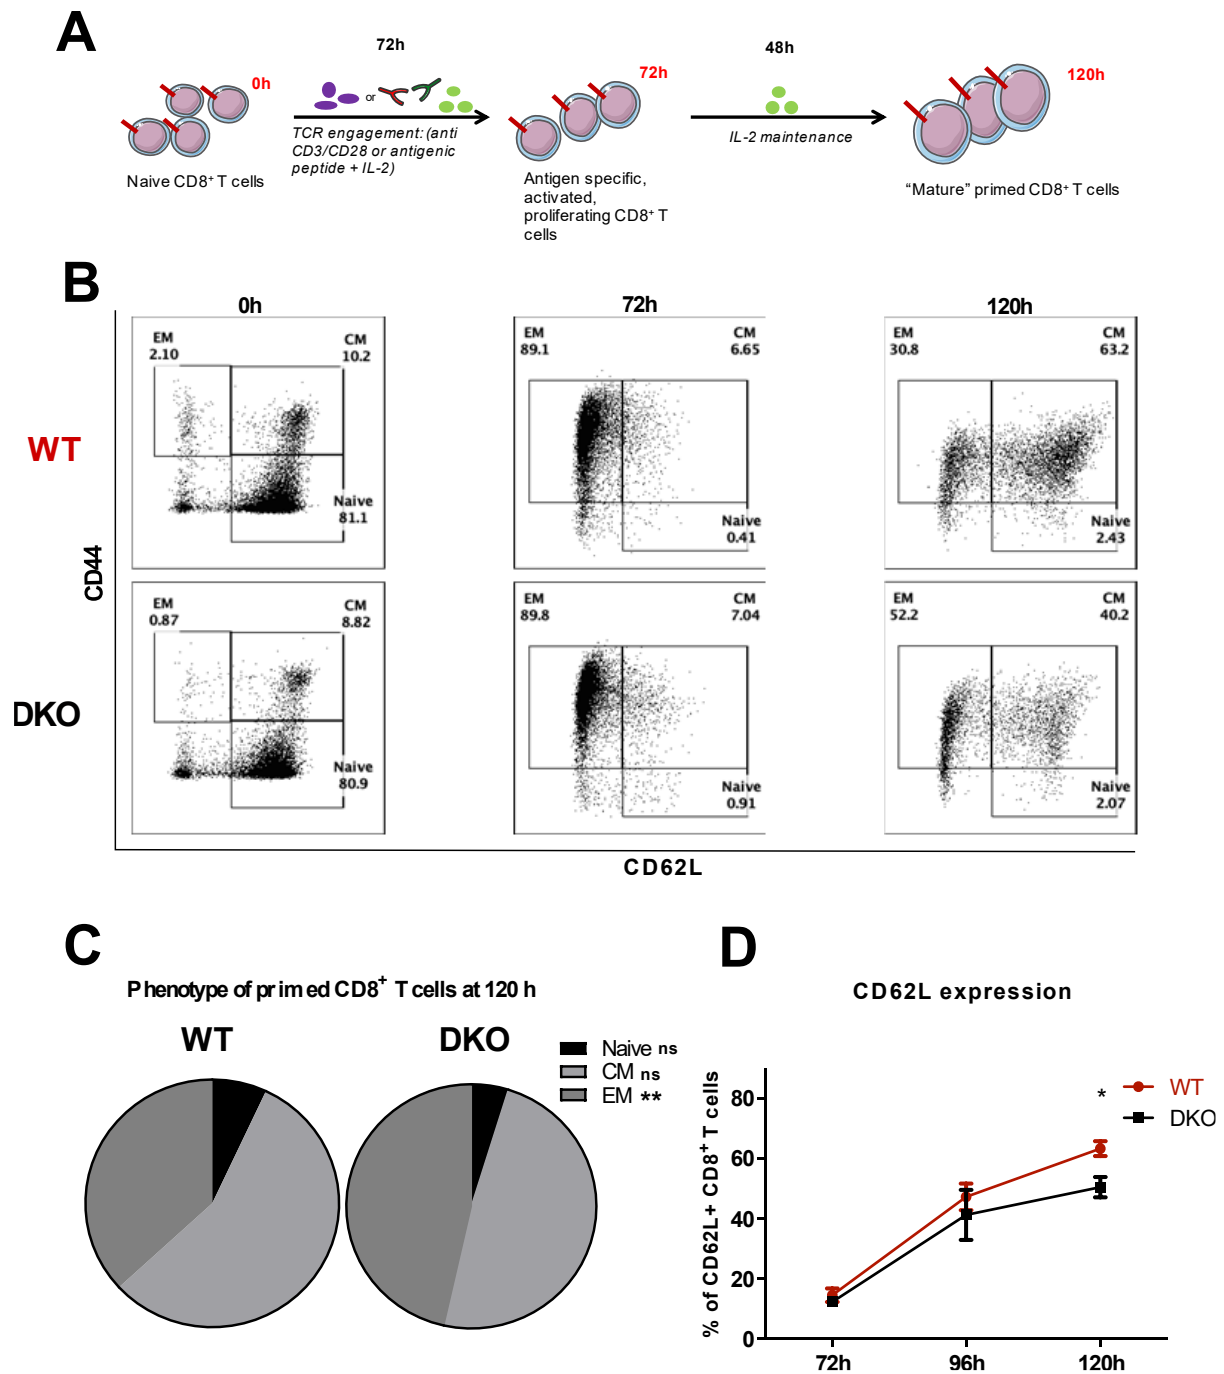 A
72h
48h
0h
72h
120h
or
TCR engagement: (anti
CD3/CD28 or antigenic
peptide + IL-2)
IL-2 maintenance
Naive CD8⁺ T cells
Antigen specific,
activated,
proliferating CD8⁺ T
cells
“Mature” primed CD8⁺ T cells
B
0h
72h
120h
WT
EM
2.10
CM
10.2
Naive
81.1
EM
89.1
CM
6.65
Naive
0.41
EM
30.8
CM
63.2
Naive
2.43
CD44
DKO
EM
0.87
CM
8.82
Naive
80.9
EM
89.8
CM
7.04
Naive
0.91
EM
52.2
CM
40.2
Naive
2.07
CD62L
C
Phenotype of primed CD8⁺ T cells at 120 h
WT
DKO
Naive ns
CM ns
EM **
D
CD62L expression
% of CD62L+ CD8⁺ T cells
80
60
40
20
0
72h
96h
120h
*
WT
DKO